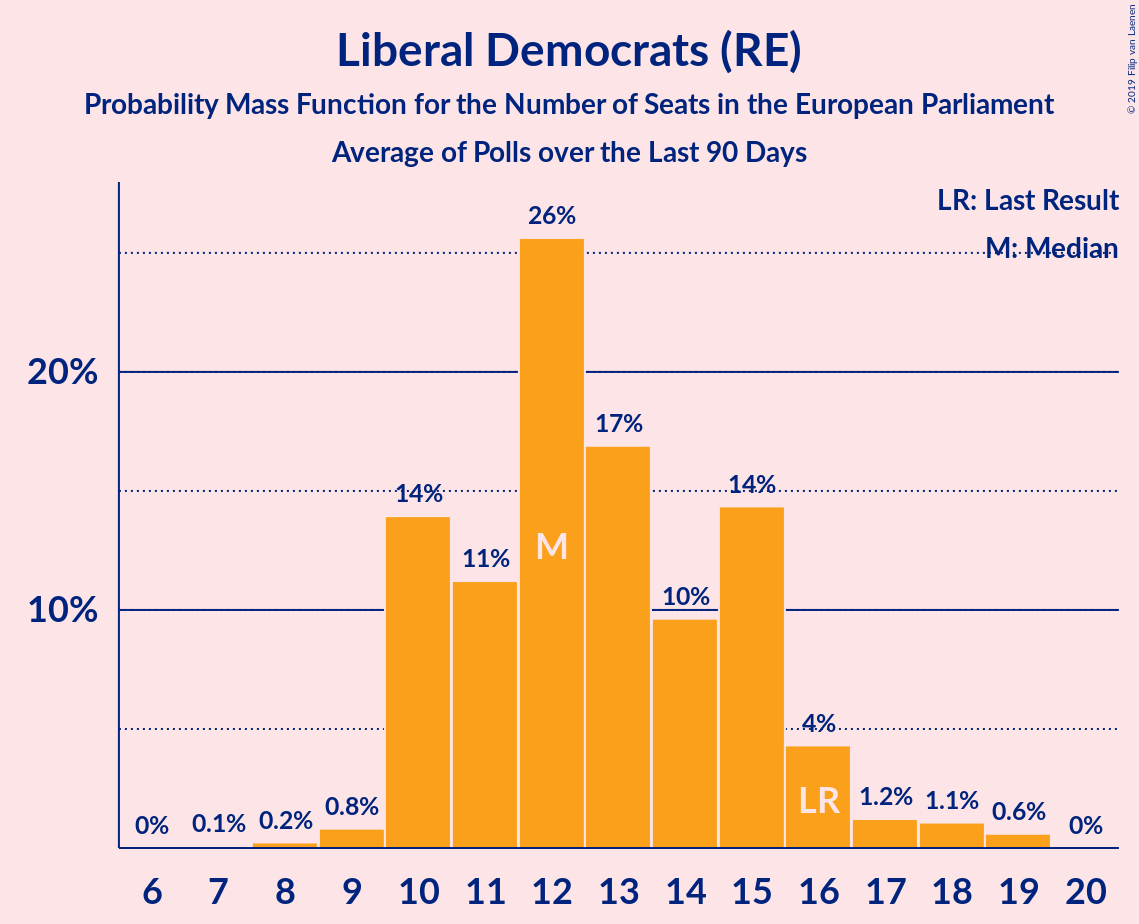 Liberal Democrats (RE)
Probability Mass Function for the Number of Seats in the European Parliament
Average of Polls over the Last 90 Days
© 2019 Filip van Laenen
LR: Last Result
M: Median
20%
10%
0%
0.1%
0.2%
0.8%
14%
11%
26%
17%
10%
14%
4%
1.2%
1.1%
0.6%
0%
M
LR
6 7 8 9 10 11 12 13 14 15 16 17 18 19 20